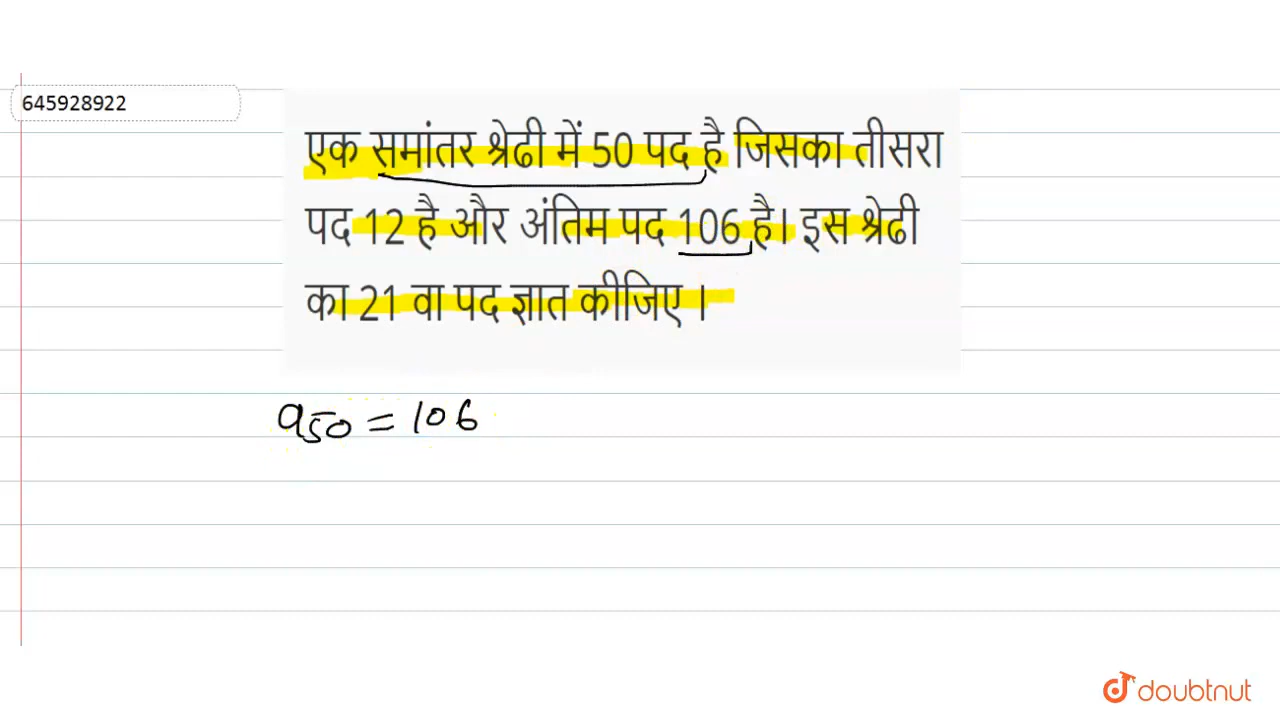 645928922
एक समांतर श्रेढी में 50 पद है जिसका तीसरा
पद 12 है और अंतिम पद 106 है। इस श्रेढी
का 21 वा पद ज्ञात कीजिए ।
a50 = 106
doubtnut